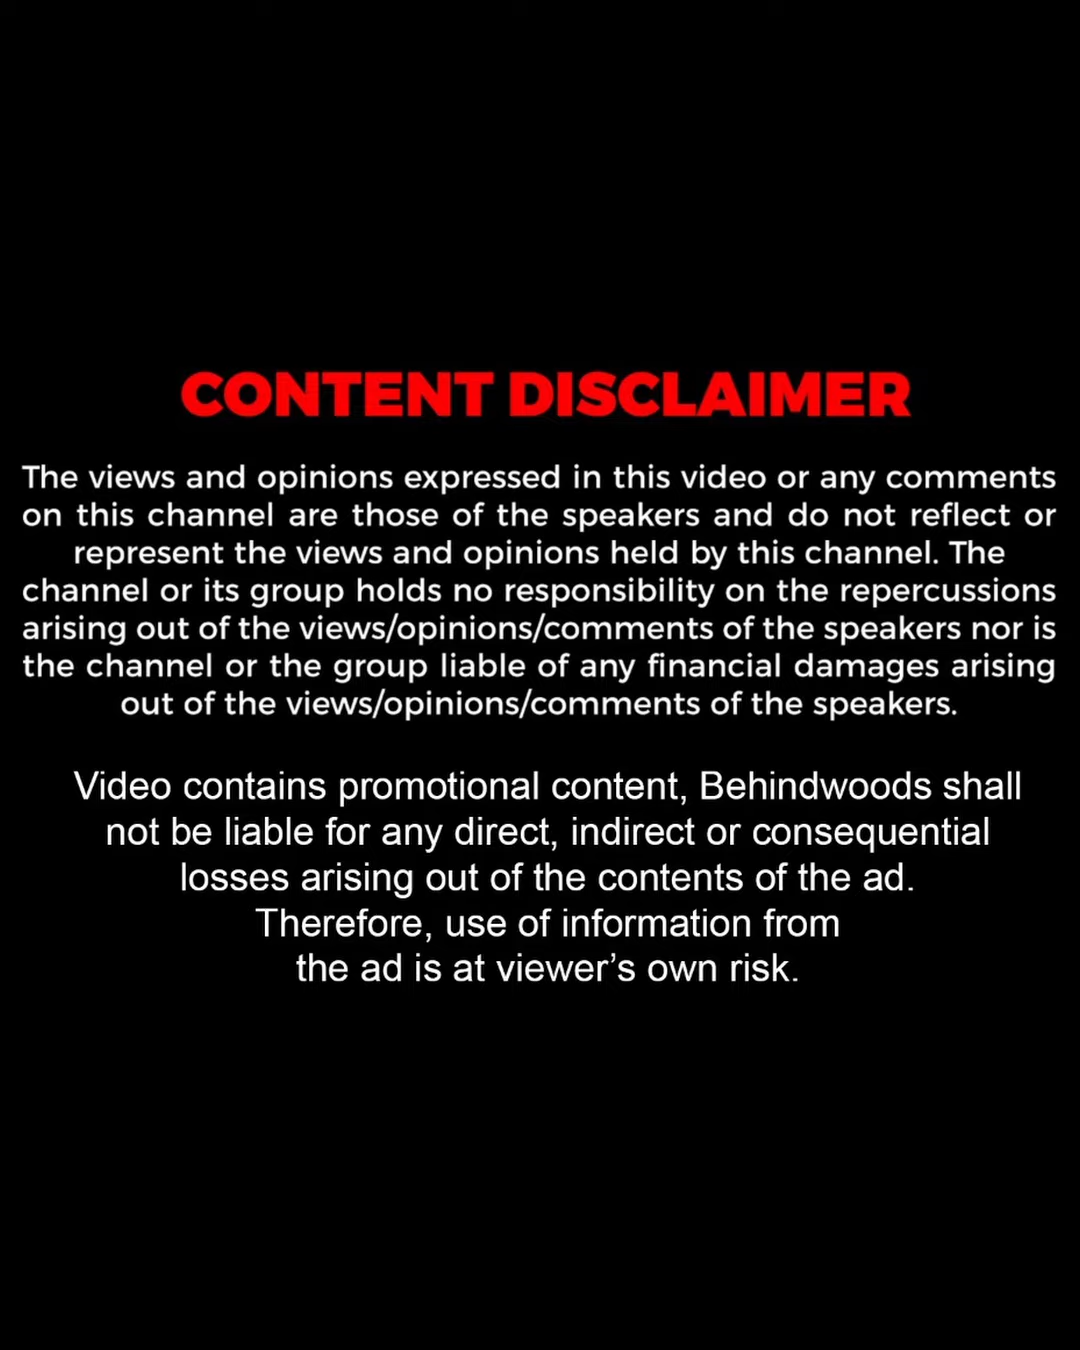 CONTENT DISCLAIMER
The views and opinions expressed in this video or any comments
on this channel are those of the speakers and do not reflect or
represent the views and opinions held by this channel. The
channel or its group holds no responsibility on the repercussions
arising out of the views/opinions/comments of the speakers nor is
the channel or the group liable of any financial damages arising
out of the views/opinions/comments of the speakers.
Video contains promotional content, Behindwoods shall
not be liable for any direct, indirect or consequential
losses arising out of the contents of the ad.
Therefore, use of information from
the ad is at viewer’s own risk.